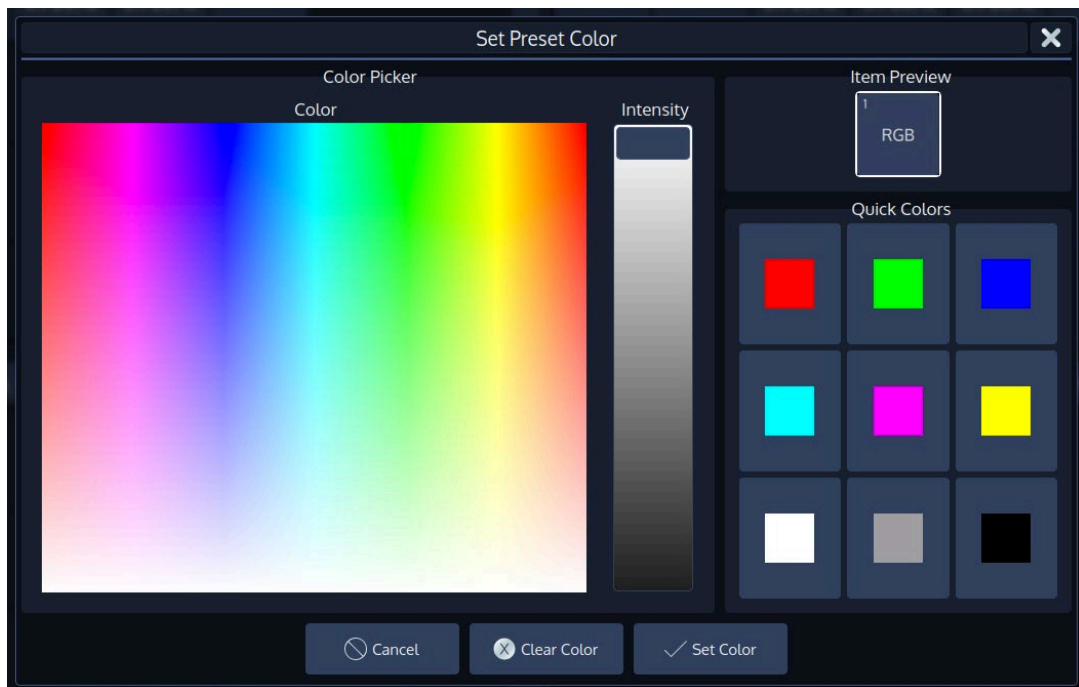 Set Preset Color
Color Picker
Color
Intensity
Item Preview
1
RGB
Quick Colors
Cancel
Clear Color
Set Color